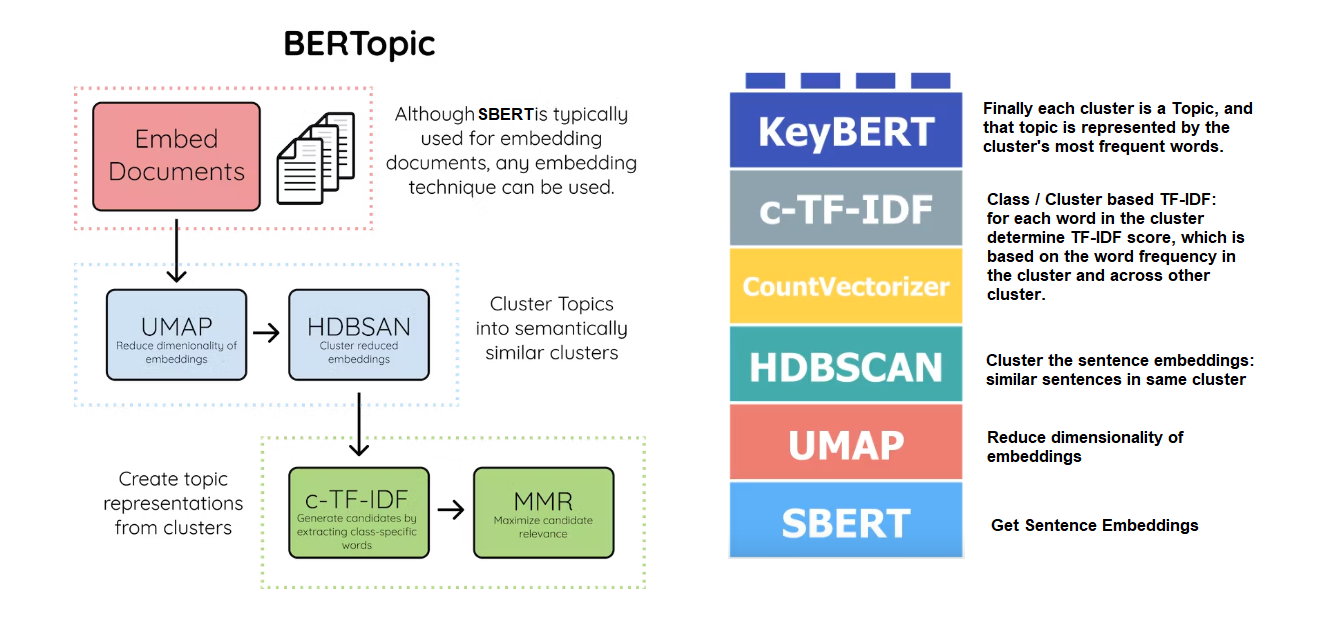 BERTopic
Embed
Documents
Although SBERT is typically
used for embedding
documents, any embedding
technique can be used.
UMAP
Reduce dimenionality of
embeddings
HDBSAN
Cluster reduced
embeddings
Cluster Topics
into semantically
similar clusters
Create topic
representations
from clusters
c-TF-IDF
Generate candidates by
extracting class-specific
words
MMR
Maximize candidate
relevance
KeyBERT
Finally each cluster is a Topic, and
that topic is represented by the
cluster's most frequent words.
c-TF-IDF
Class / Cluster based TF-IDF:
for each word in the cluster
determine TF-IDF score, which is
based on the word frequency in
the cluster and across other
cluster.
CountVectorizer
HDBSCAN
Cluster the sentence embeddings:
similar sentences in same cluster
UMAP
Reduce dimensionality of
embeddings
SBERT
Get Sentence Embeddings